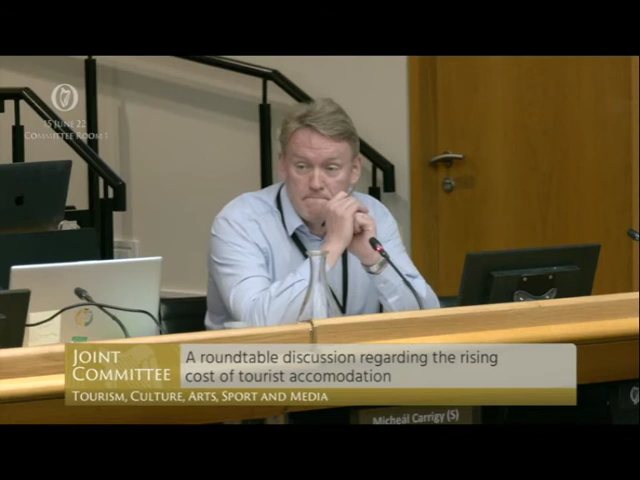 15 June 22
Committee Room 1
Joint
Committee
A roundtable discussion regarding the rising
cost of tourist accomodation
Tourism, Culture, Arts, Sport and Media
Micheál Carrigy (S)